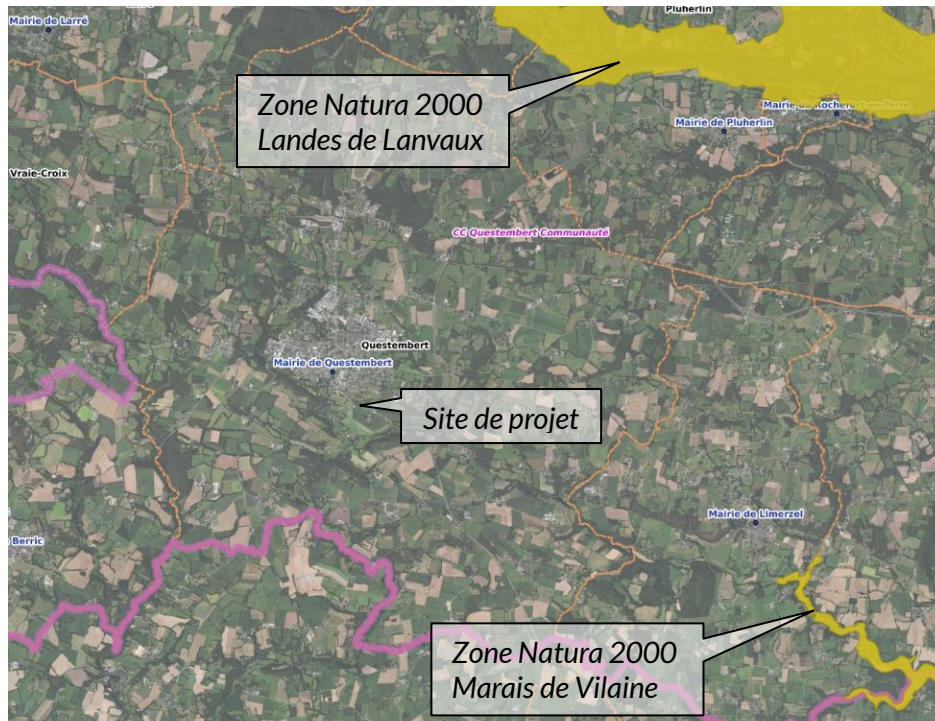 Pluherlin
Mairie de Larré
Zone Natura 2000
Landes de Lanvaux
Mairie de Pluherlin
Vraie-Croix
CC Questembert Communauté
Questembert
Mairie de Questembert
Site de projet
Mairie de Limerzel
Berric
Zone Natura 2000
Marais de Vilaine